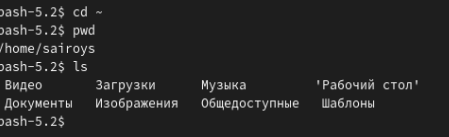 bash-5.2$ cd ~
bash-5.2$ pwd
/home/sairoys
bash-5.2$ ls
Видео Загрузки Музыка 'Рабочий стол'
Документы Изображения Общедоступные Шаблоны
bash-5.2$